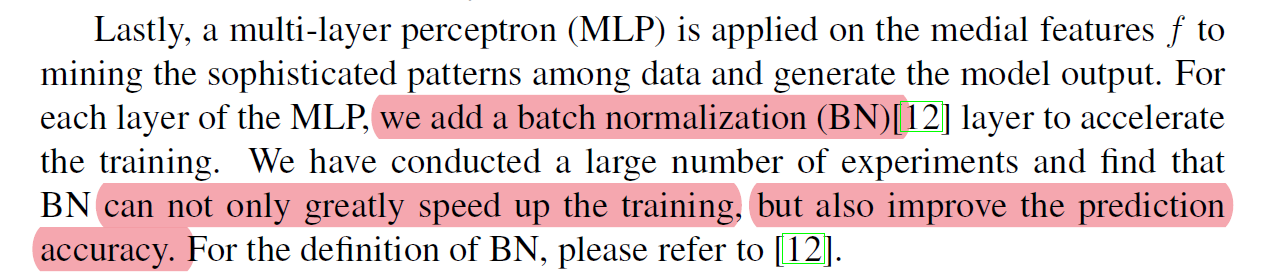 Lastly, a multi-layer perceptron (MLP) is applied on the medial features f to
mining the sophisticated patterns among data and generate the model output. For
each layer of the MLP, we add a batch normalization (BN)[12] layer to accelerate
the training. We have conducted a large number of experiments and find that
BN can not only greatly speed up the training, but also improve the prediction
accuracy. For the definition of BN, please refer to [12].